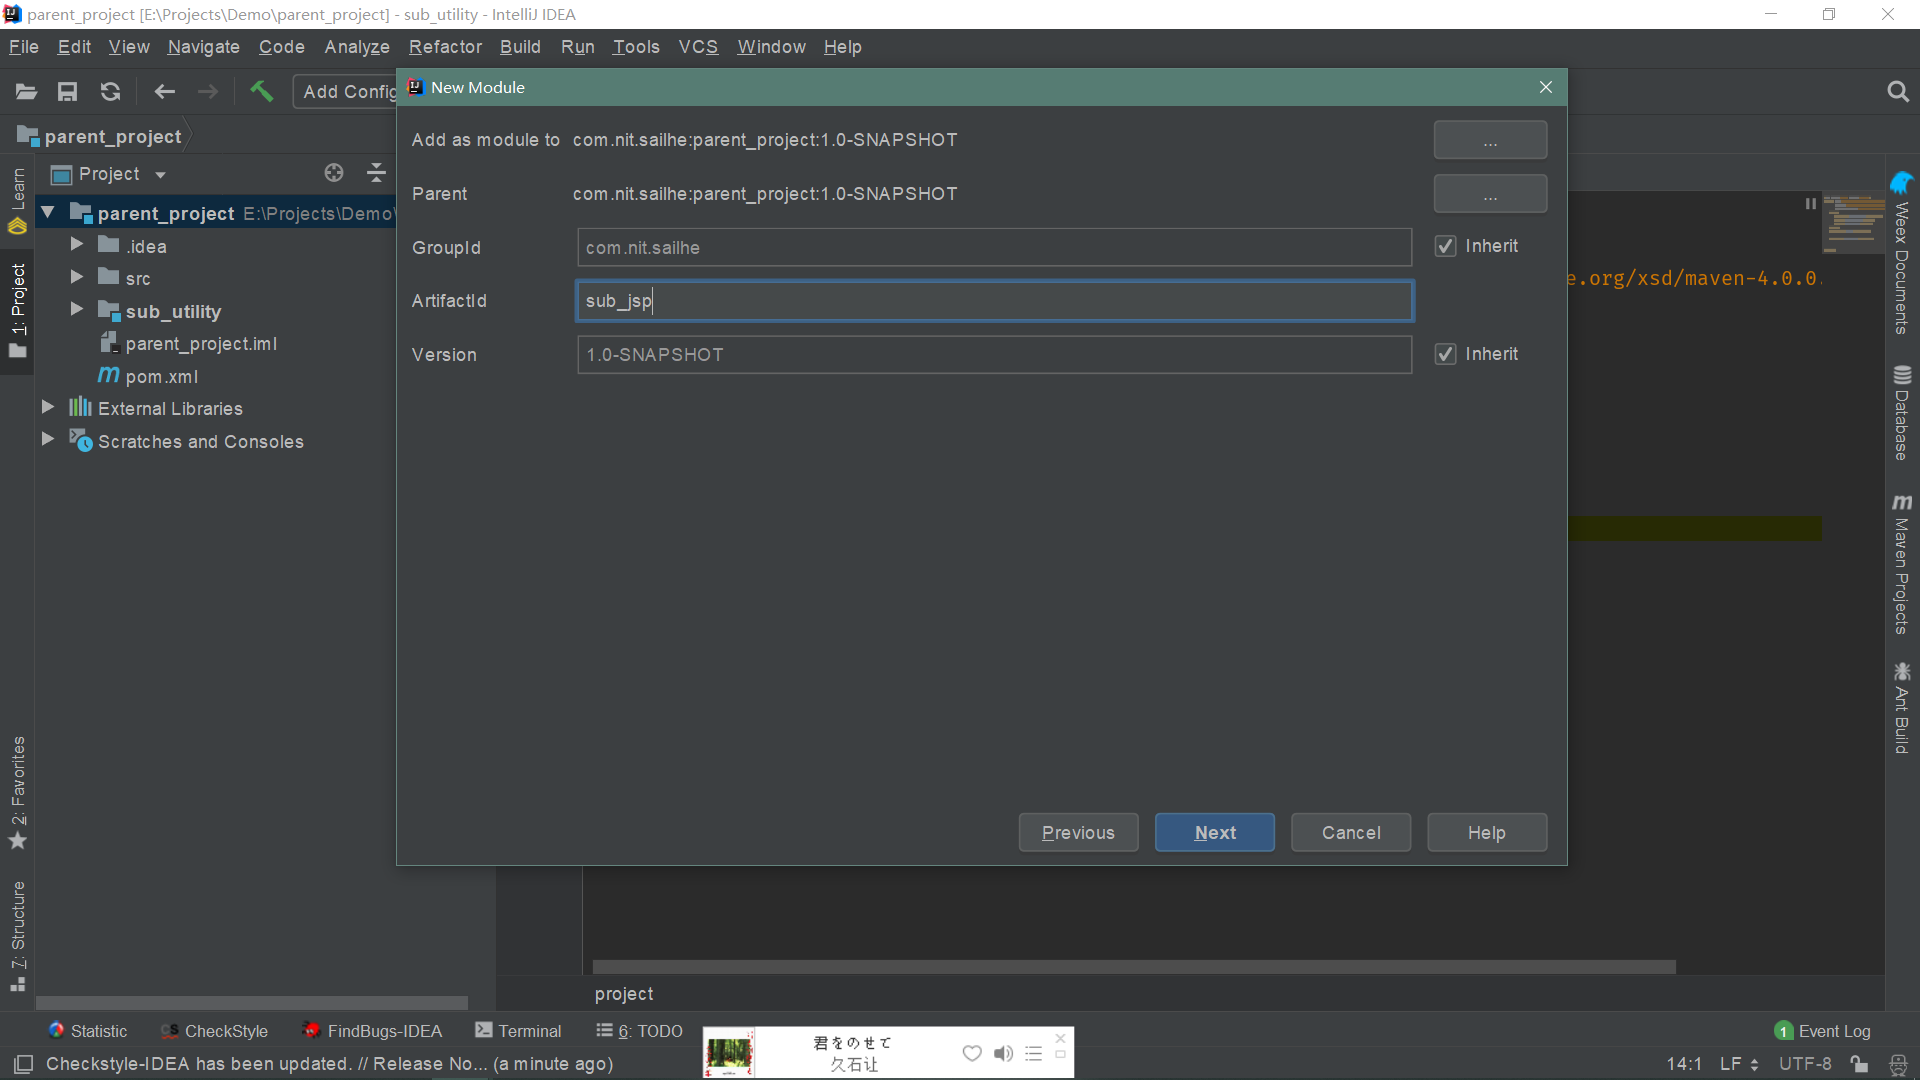 parent_project [E:\Projects\Demo\parent_project] - sub_utility - IntelliJ IDEA
File Edit View Navigate Code Analyze Refactor Build Run Tools VCS Window Help
Add Config
New Module
parent_project
Add as module to com.nit.sailhe:parent_project:1.0-SNAPSHOT ...
Project
Parent com.nit.sailhe:parent_project:1.0-SNAPSHOT ...
parent_project E:\Projects\Demo\
.idea
GroupId com.nit.sailhe Inherit
src
e.org/xsd/maven-4.0.0.
ArtifactId sub_jsp
sub_utility
parent_project.iml
Version 1.0-SNAPSHOT Inherit
pom.xml
External Libraries
Scratches and Consoles
Learn
1: Project
2: Favorites
Z: Structure
Weex Documents
Database
Maven Projects
Ant Build
Previous Next Cancel Help
project
Statistic CheckStyle FindBugs-IDEA Terminal 6: TODO
1 Event Log
君をのせて
久石让
Checkstyle-IDEA has been updated. // Release No... (a minute ago)
14:1 LF UTF-8